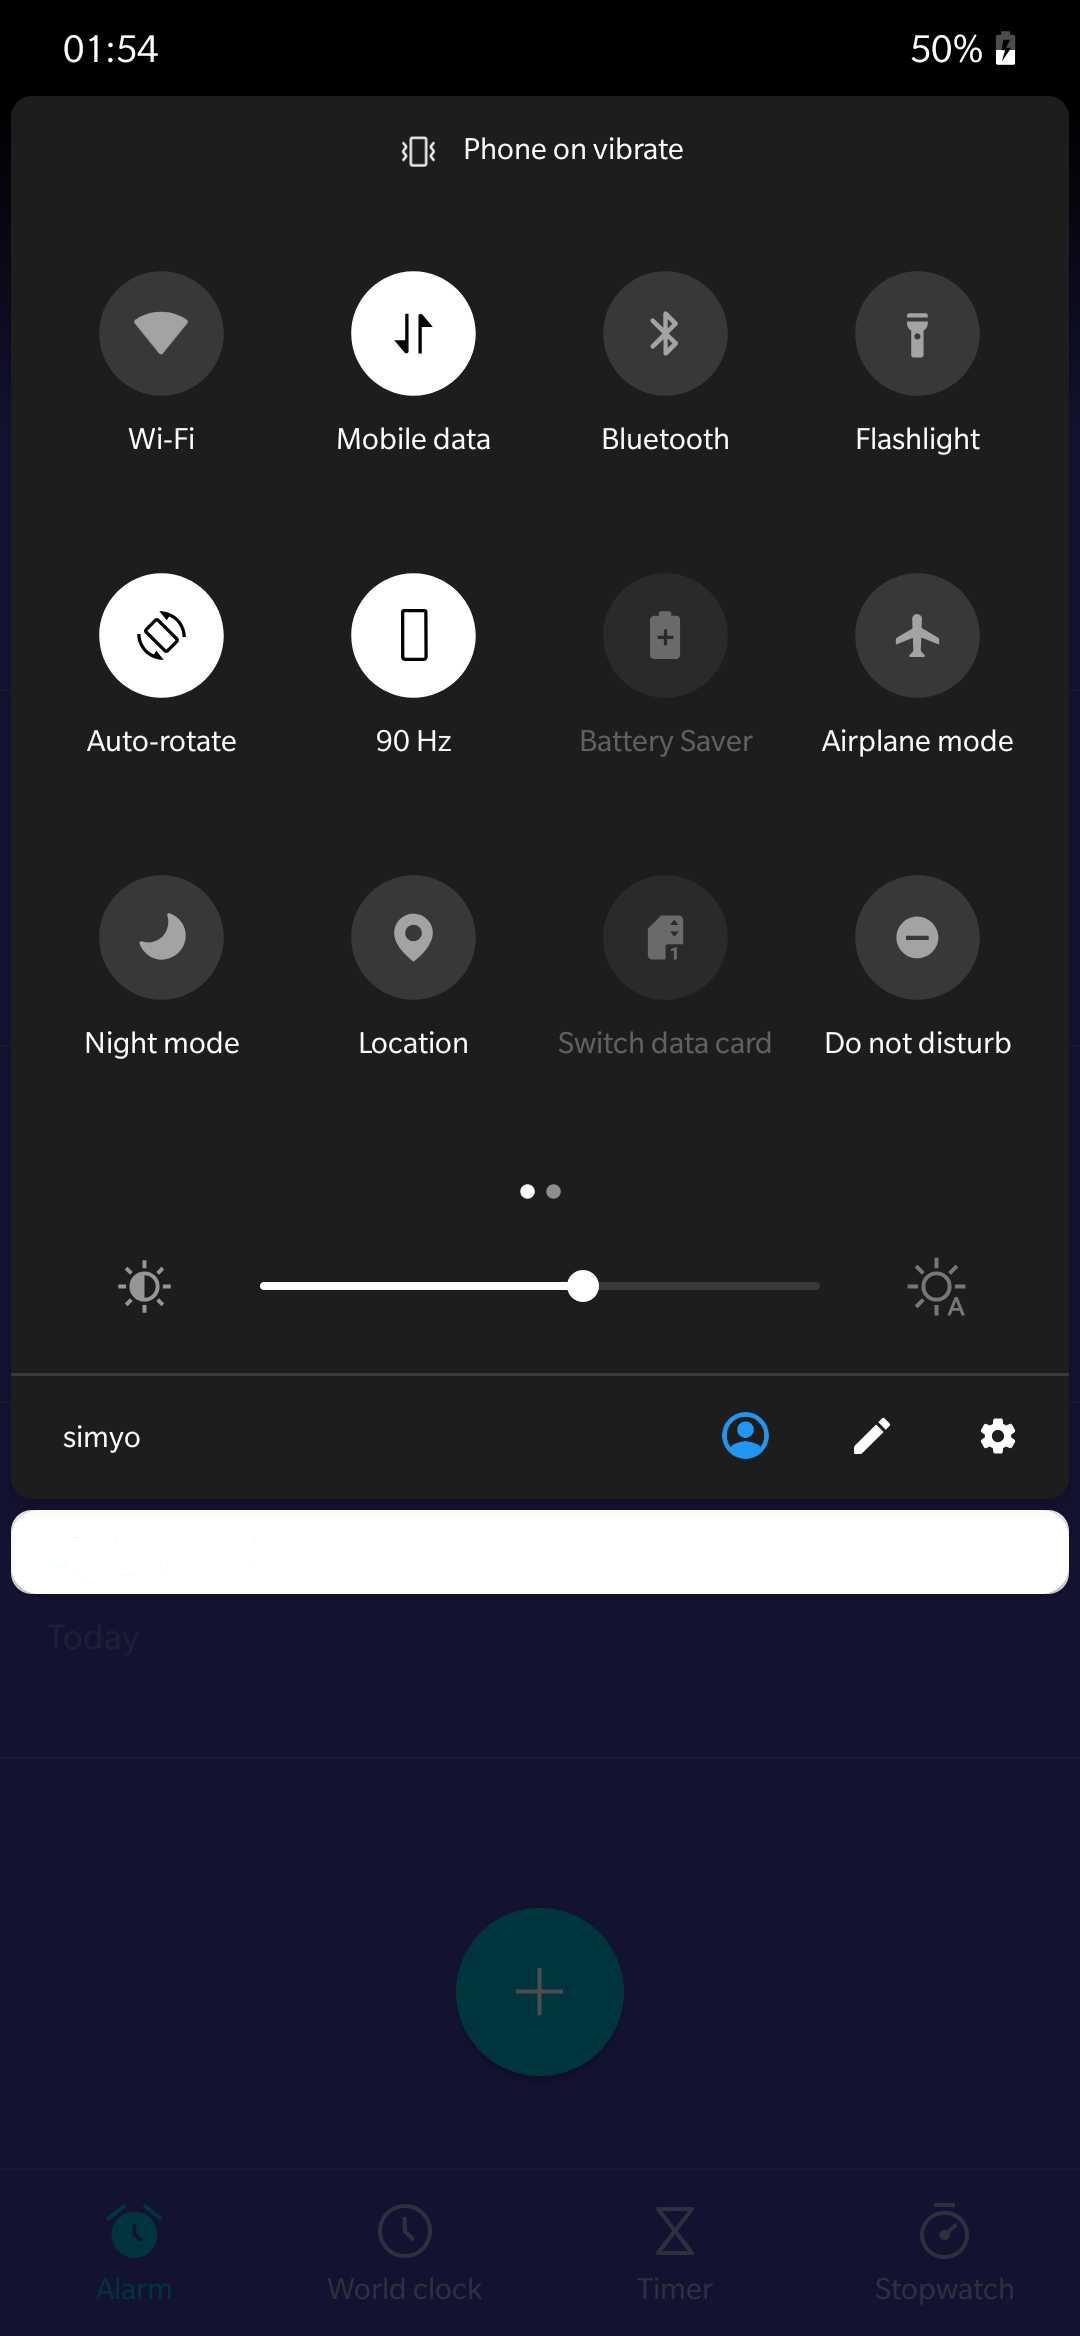 01:54 50%
Phone on vibrate
Wi-Fi Mobile data Bluetooth Flashlight
Auto-rotate 90 Hz Battery Saver Airplane mode
1
Night mode Location Switch data card Do not disturb
A
simyo
Today
Alarm World clock Timer Stopwatch